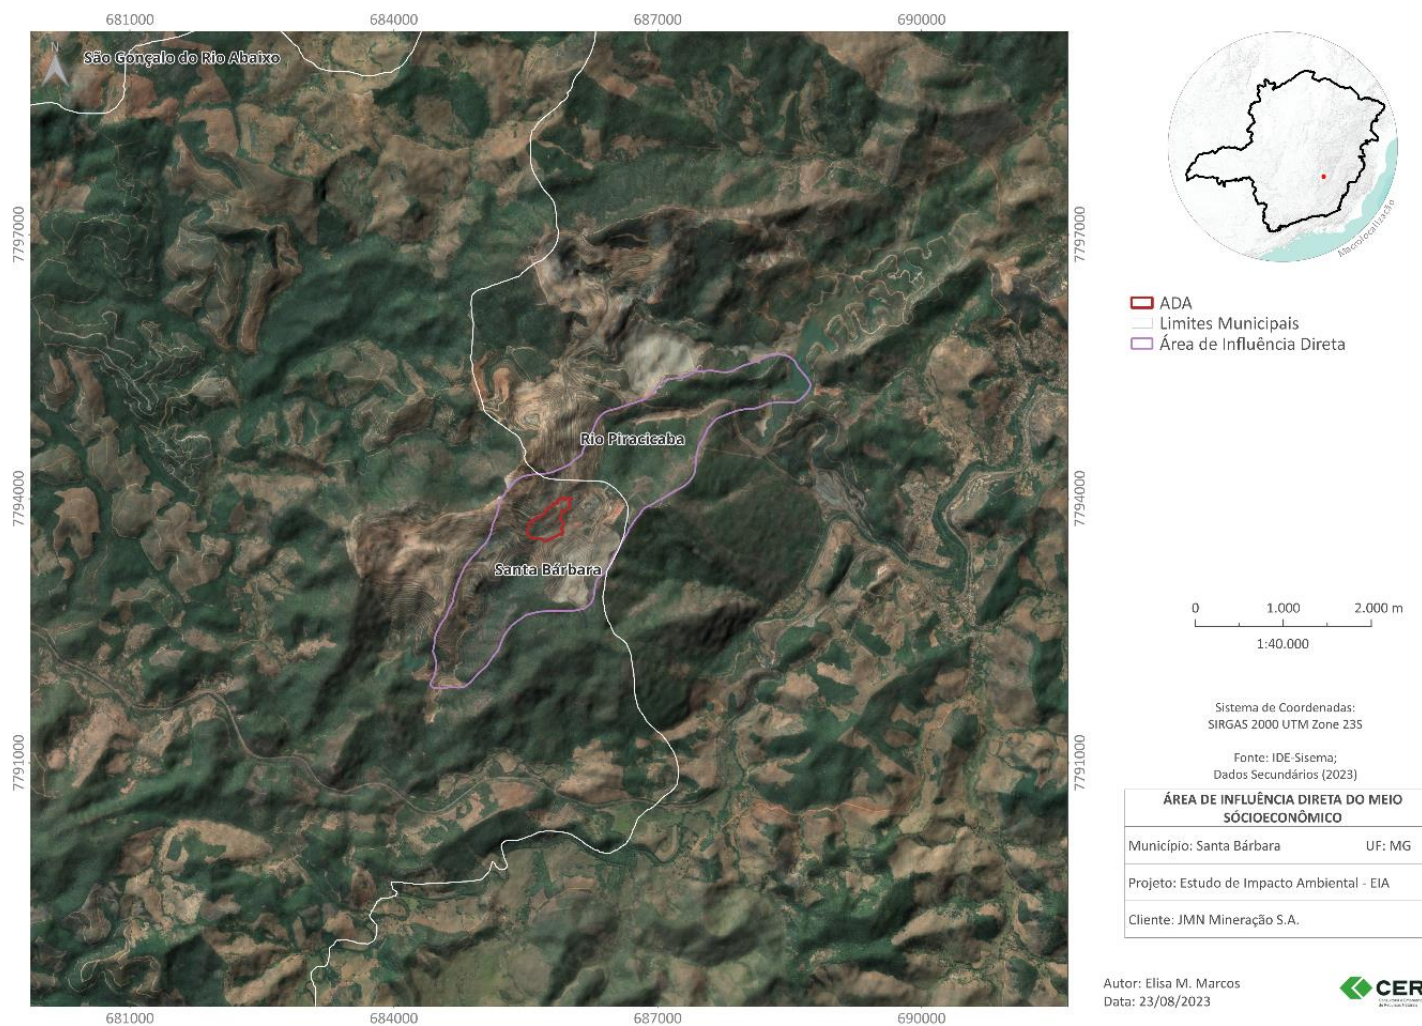 681000
684000
687000
690000
N
São Gonçalo do Rio Abaixo
7797000
7797000
Macrolocalização
ADA
Limites Municipais
Área de Influência Direta
Rio Piracicaba
7794000
7794000
Santa Bárbara
0 1.000 2.000 m
1:40.000
Sistema de Coordenadas:
SIRGAS 2000 UTM Zone 23S
7791000
7791000
Fonte: IDE-Sisema;
Dados Secundários (2023)
ÁREA DE INFLUÊNCIA DIRETA DO MEIO
SÓCIOECONÔMICO
Município: Santa Bárbara UF: MG
Projeto: Estudo de Impacto Ambiental - EIA
Cliente: JMN Mineração S.A.
Autor: Elisa M. Marcos
Data: 23/08/2023
CER
681000
684000
687000
690000